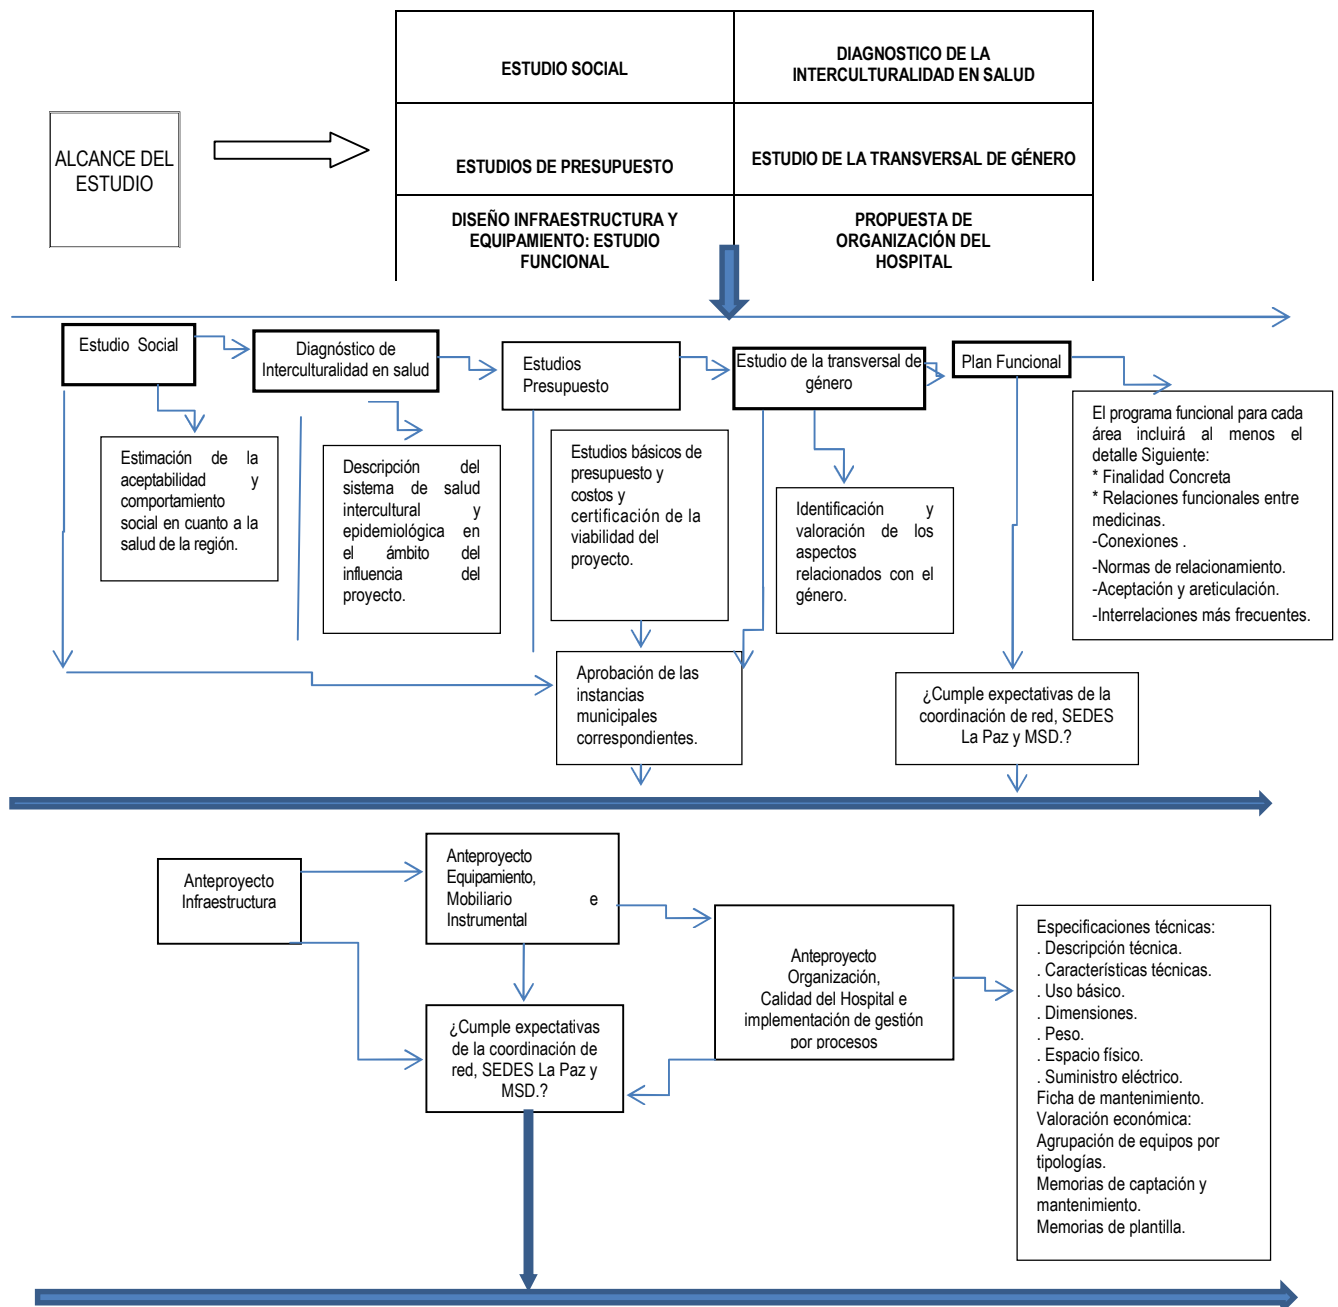 ALCANCE DEL
ESTUDIO
ESTUDIO SOCIAL
DIAGNOSTICO DE LA
INTERCULTURALIDAD EN SALUD
ESTUDIOS DE PRESUPUESTO
ESTUDIO DE LA TRANSVERSAL DE GÉNERO
DISEÑO INFRAESTRUCTURA Y
EQUIPAMIENTO: ESTUDIO
FUNCIONAL
PROPUESTA DE
ORGANIZACIÓN DEL
HOSPITAL
Estudio Social
Diagnóstico de
Interculturalidad en salud
Estudios
Presupuesto
Estudio de la transversal de
género
Plan Funcional
Estimación de la
aceptabilidad y
comportamiento
social en cuanto a la
salud de la región.
Descripción del
sistema de salud
intercultural y
epidemiológica en
el ámbito del
influencia del
proyecto.
Estudios básicos de
presupuesto y
costos y
certificación de la
viabilidad del
proyecto.
Identificación y
valoración de los
aspectos
relacionados con el
género.
El programa funcional para cada
área incluirá al menos el
detalle Siguiente:
* Finalidad Concreta
* Relaciones funcionales entre
medicinas.
-Conexiones .
-Normas de relacionamiento.
-Aceptación y areticulación.
-Interrelaciones más frecuentes.
Aprobación de las
instancias
municipales
correspondientes.
¿Cumple expectativas de la
coordinación de red, SEDES
La Paz y MSD.?
Anteproyecto
Infraestructura
Anteproyecto
Equipamiento,
Mobiliario e
Instrumental
Anteproyecto
Organización,
Calidad del Hospital e
implementación de gestión
por procesos
¿Cumple expectativas
de la coordinación de
red, SEDES La Paz y
MSD.?
Especificaciones técnicas:
. Descripción técnica.
. Características técnicas.
. Uso básico.
. Dimensiones.
. Peso.
. Espacio físico.
. Suministro eléctrico.
Ficha de mantenimiento.
Valoración económica:
Agrupación de equipos por
tipologías.
Memorias de captación y
mantenimiento.
Memorias de plantilla.